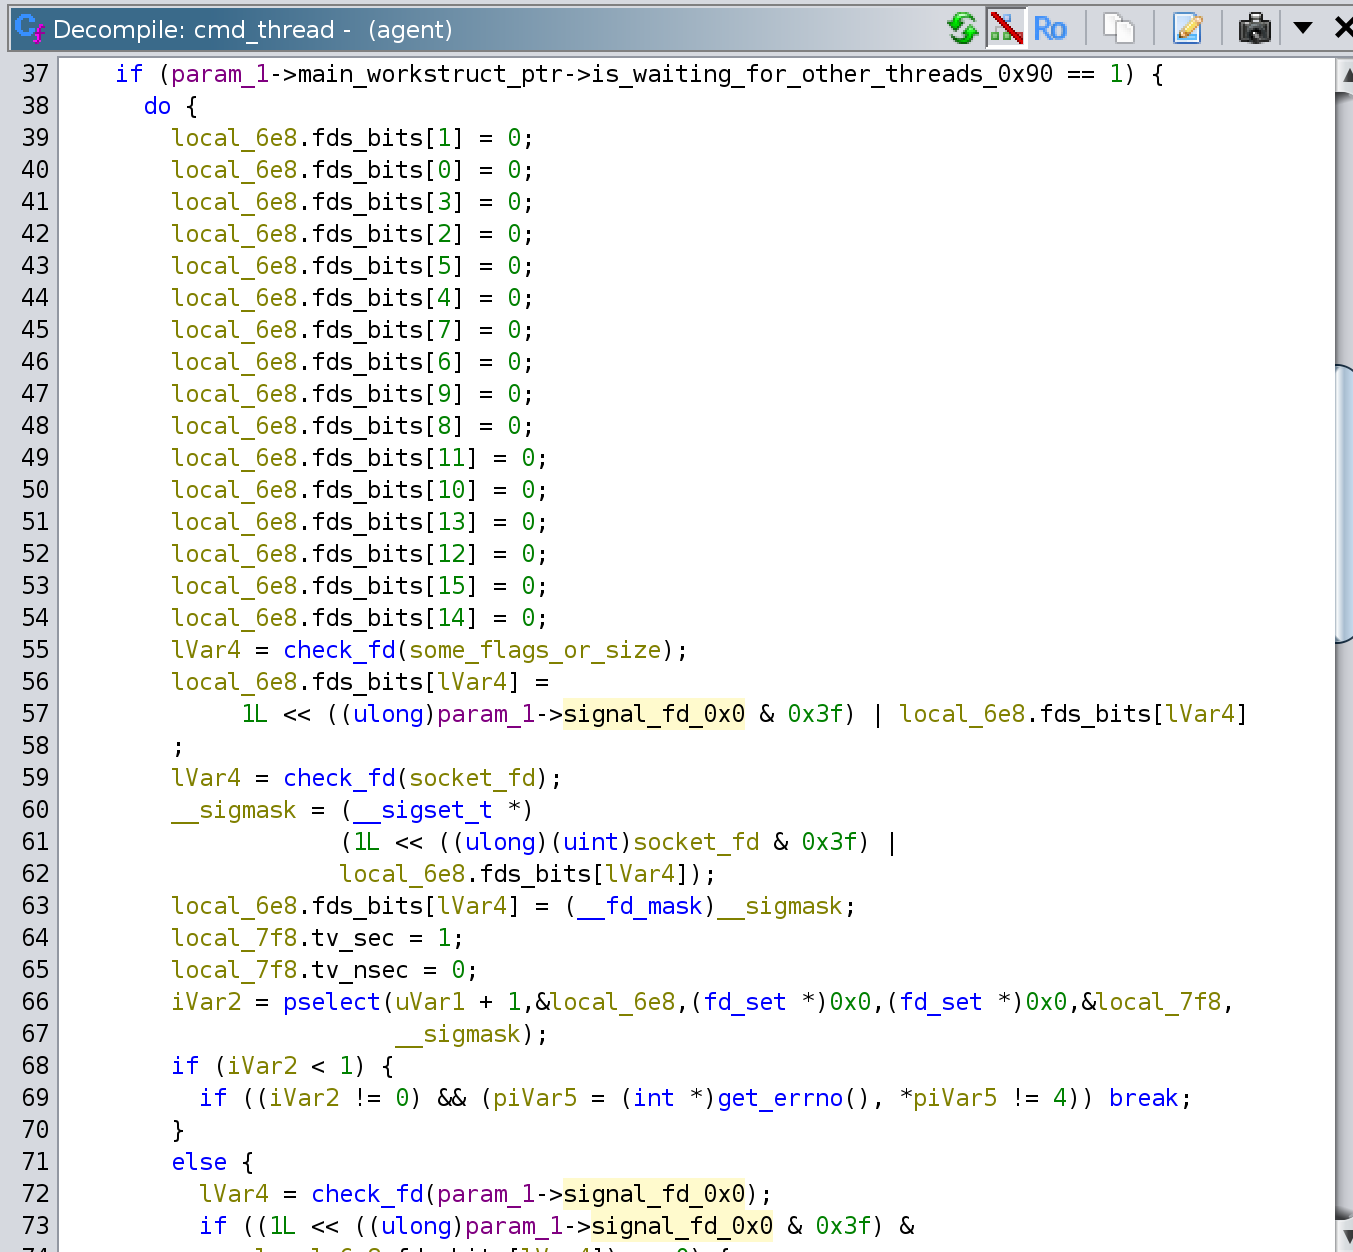 Decompile: cmd_thread -  (agent)
Ro
37 if (param_1->main_workstruct_ptr->is_waiting_for_other_threads_0x90 == 1) {
38 do {
39 local_6e8.fds_bits[1] = 0;
40 local_6e8.fds_bits[0] = 0;
41 local_6e8.fds_bits[3] = 0;
42 local_6e8.fds_bits[2] = 0;
43 local_6e8.fds_bits[5] = 0;
44 local_6e8.fds_bits[4] = 0;
45 local_6e8.fds_bits[7] = 0;
46 local_6e8.fds_bits[6] = 0;
47 local_6e8.fds_bits[9] = 0;
48 local_6e8.fds_bits[8] = 0;
49 local_6e8.fds_bits[11] = 0;
50 local_6e8.fds_bits[10] = 0;
51 local_6e8.fds_bits[13] = 0;
52 local_6e8.fds_bits[12] = 0;
53 local_6e8.fds_bits[15] = 0;
54 local_6e8.fds_bits[14] = 0;
55 lVar4 = check_fd(some_flags_or_size);
56 local_6e8.fds_bits[lVar4] =
57 1L << ((ulong)param_1->signal_fd_0x0 & 0x3f) | local_6e8.fds_bits[lVar4]
58 ;
59 lVar4 = check_fd(socket_fd);
60 __sigmask = (__sigset_t *)
61 (1L << ((ulong)(uint)socket_fd & 0x3f) |
62 local_6e8.fds_bits[lVar4]);
63 local_6e8.fds_bits[lVar4] = (__fd_mask)__sigmask;
64 local_7f8.tv_sec = 1;
65 local_7f8.tv_nsec = 0;
66 iVar2 = pselect(uVar1 + 1,&local_6e8,(fd_set *)0x0,(fd_set *)0x0,&local_7f8,
67 __sigmask);
68 if (iVar2 < 1) {
69 if ((iVar2 != 0) && (piVar5 = (int *)get_errno(), *piVar5 != 4)) break;
70 }
71 else {
72 lVar4 = check_fd(param_1->signal_fd_0x0);
73 if ((1L << ((ulong)param_1->signal_fd_0x0 & 0x3f) &